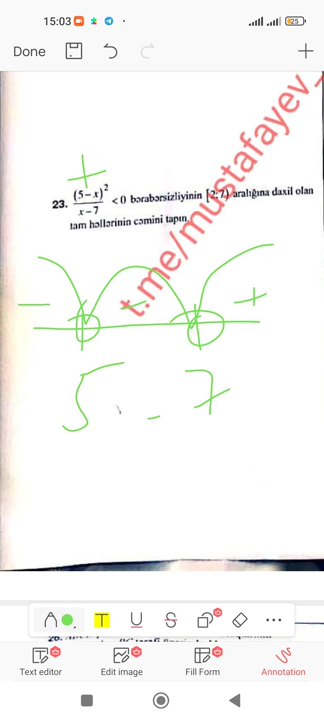 15:03
25
Done
+
23. (5-x)² / x-7 < 0 bərabərsizliyinin [2;7) aralığına daxil olan
tam həllərinin cəmini tapın.
t.me/mustafayev_
- - +
5 - 7
A T U S
Text editor Edit image Fill Form Annotation